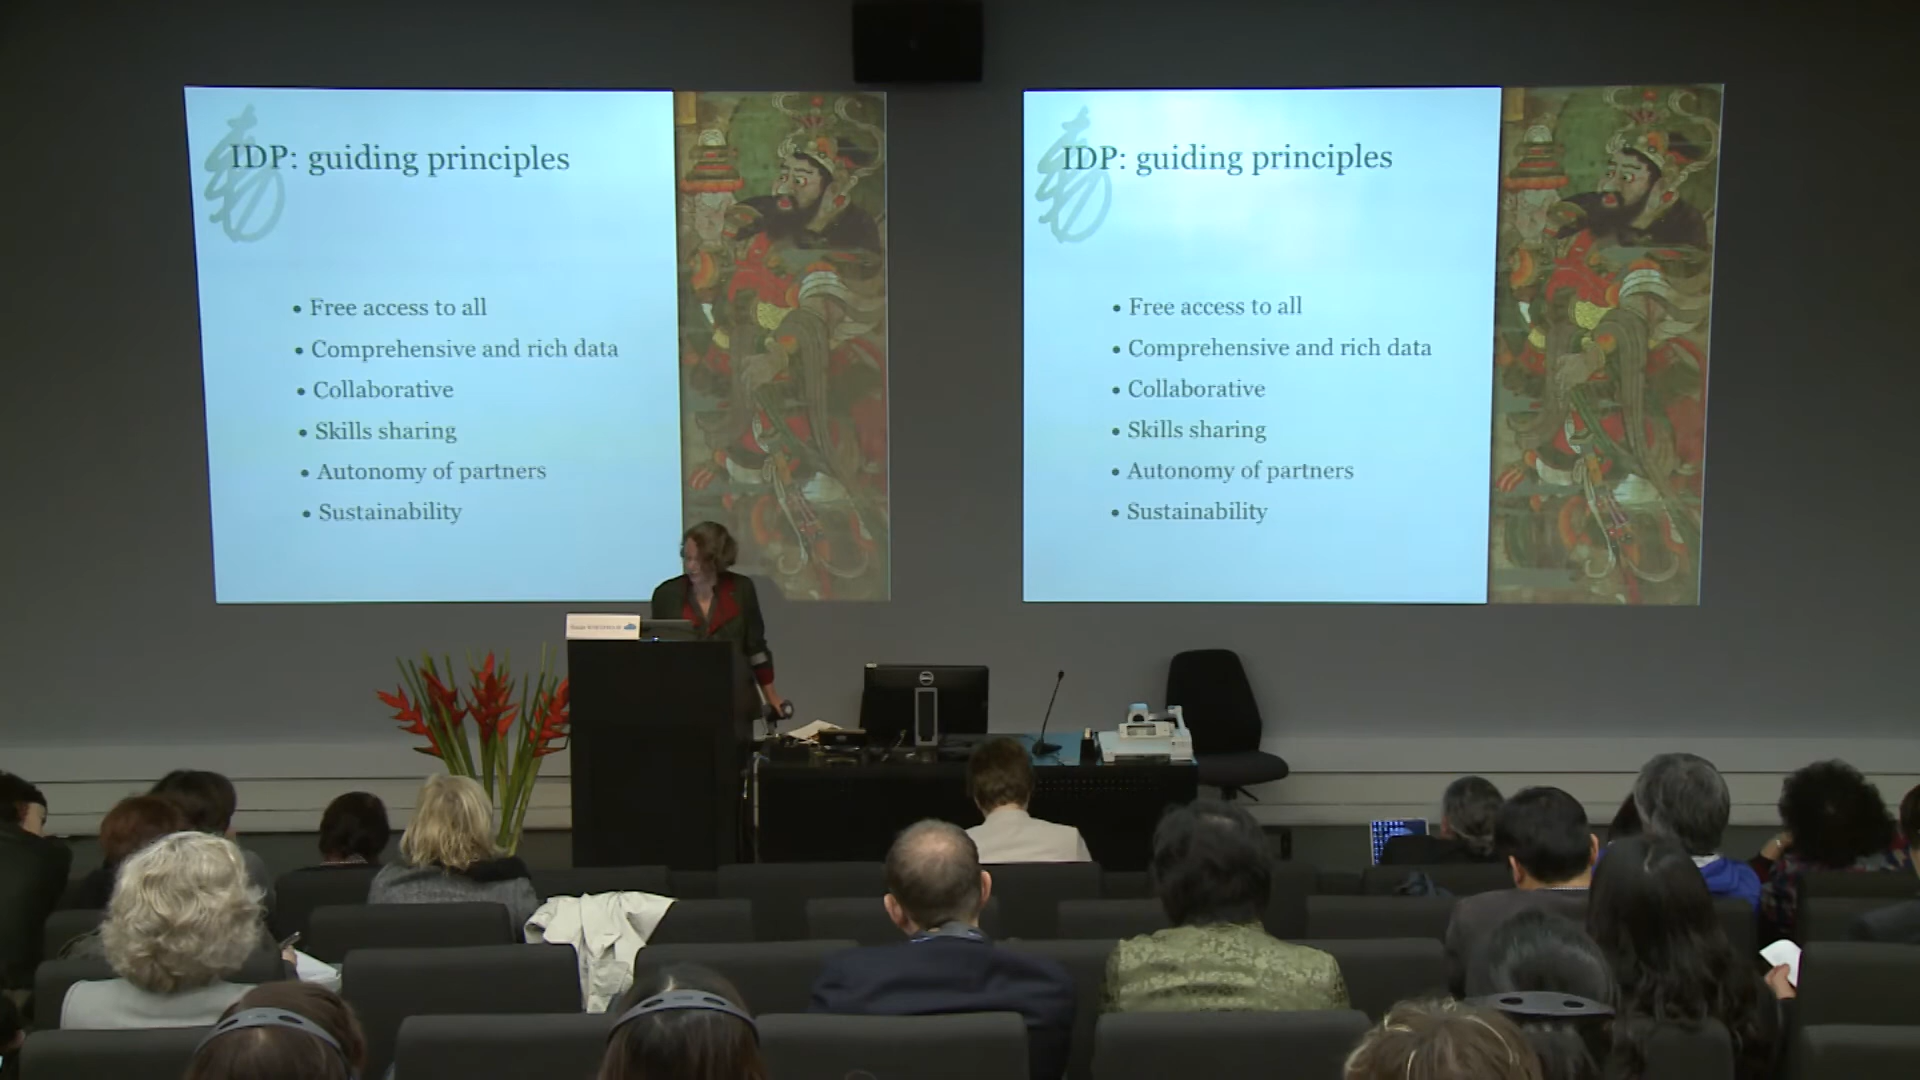 IDP: guiding principles
• Free access to all
• Comprehensive and rich data
• Collaborative
• Skills sharing
• Autonomy of partners
• Sustainability
IDP: guiding principles
• Free access to all
• Comprehensive and rich data
• Collaborative
• Skills sharing
• Autonomy of partners
• Sustainability
DELL